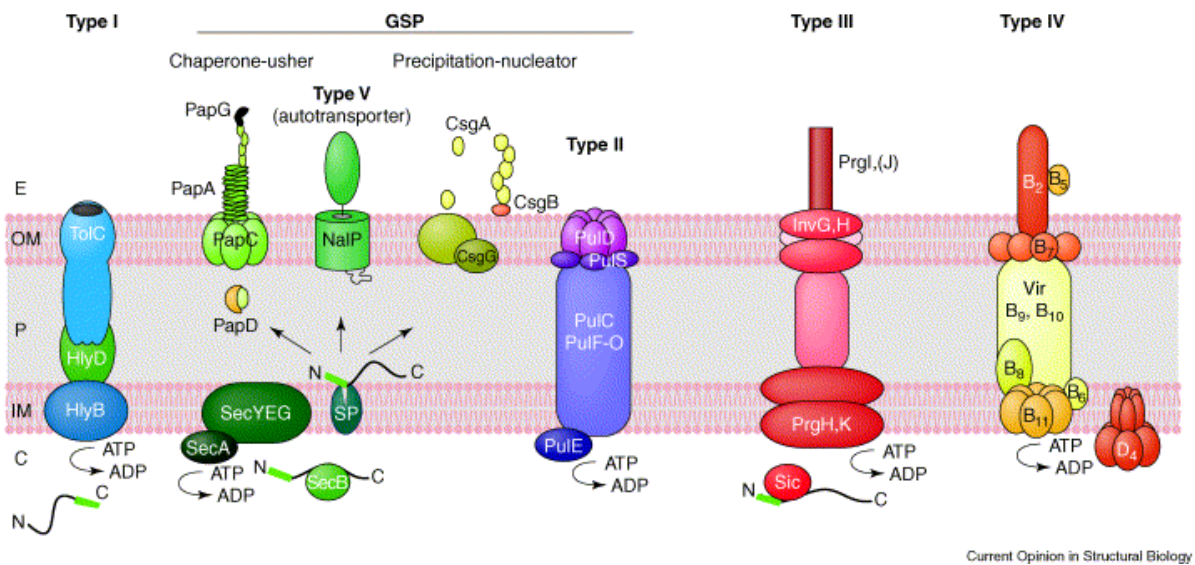 Type I
GSP
Type III
Type IV
Chaperone-usher
Precipitation-nucleator
Type V
(autotransporter)
Type II
PapG
PapA
CsgA
CsgB
PrgI,(J)
B2
B5
E
OM
TolC
PapC
NalP
CsgG
PulD
PulS
InvG,H
B7
P
HlyD
PapD
PulC
PulF-O
Vir
B9, B10
B8
B6
N
C
IM
HlyB
SecYEG
SP
PrgH,K
B11
C
ATP
ADP
SecA
ATP
ADP
N
SecB
C
PulE
ATP
ADP
ATP
ADP
ATP
ADP
D4
N
C
N
Sic
C
Current Opinion in Structural Biology